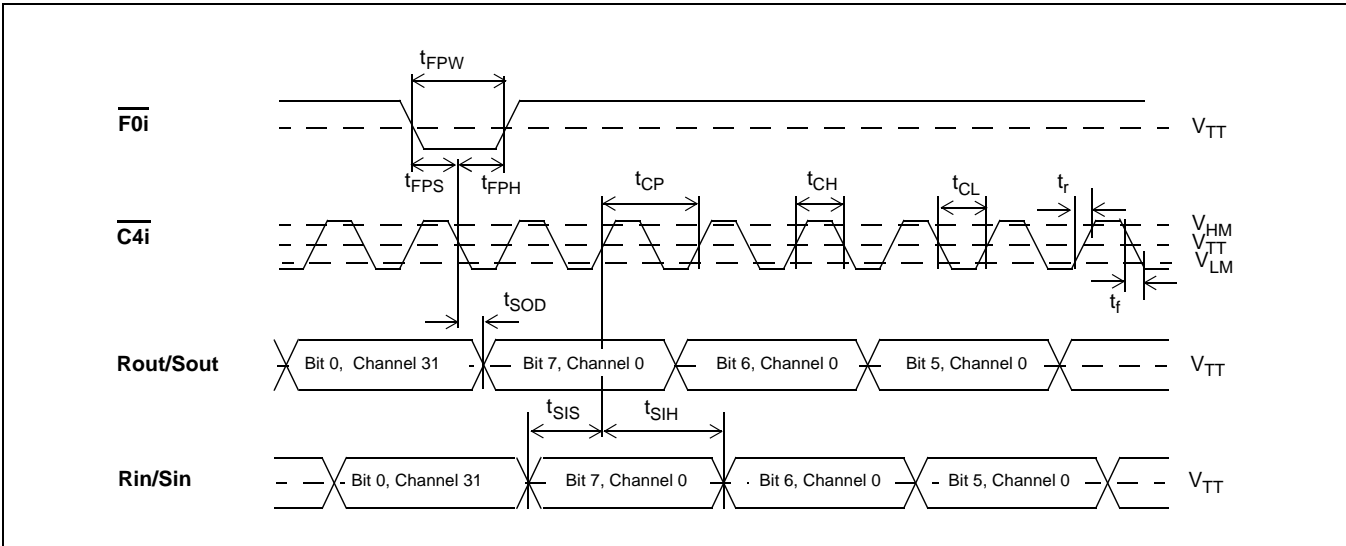 tFPW
F0i
VTT
tFPS
tFPH
tCP
tCH
tCL
tr
C4i
VHM
VTT
VLM
tf
tSOD
Rout/Sout
Bit 0, Channel 31
Bit 7, Channel 0
Bit 6, Channel 0
Bit 5, Channel 0
VTT
tSIS
tSIH
Rin/Sin
Bit 0, Channel 31
Bit 7, Channel 0
Bit 6, Channel 0
Bit 5, Channel 0
VTT